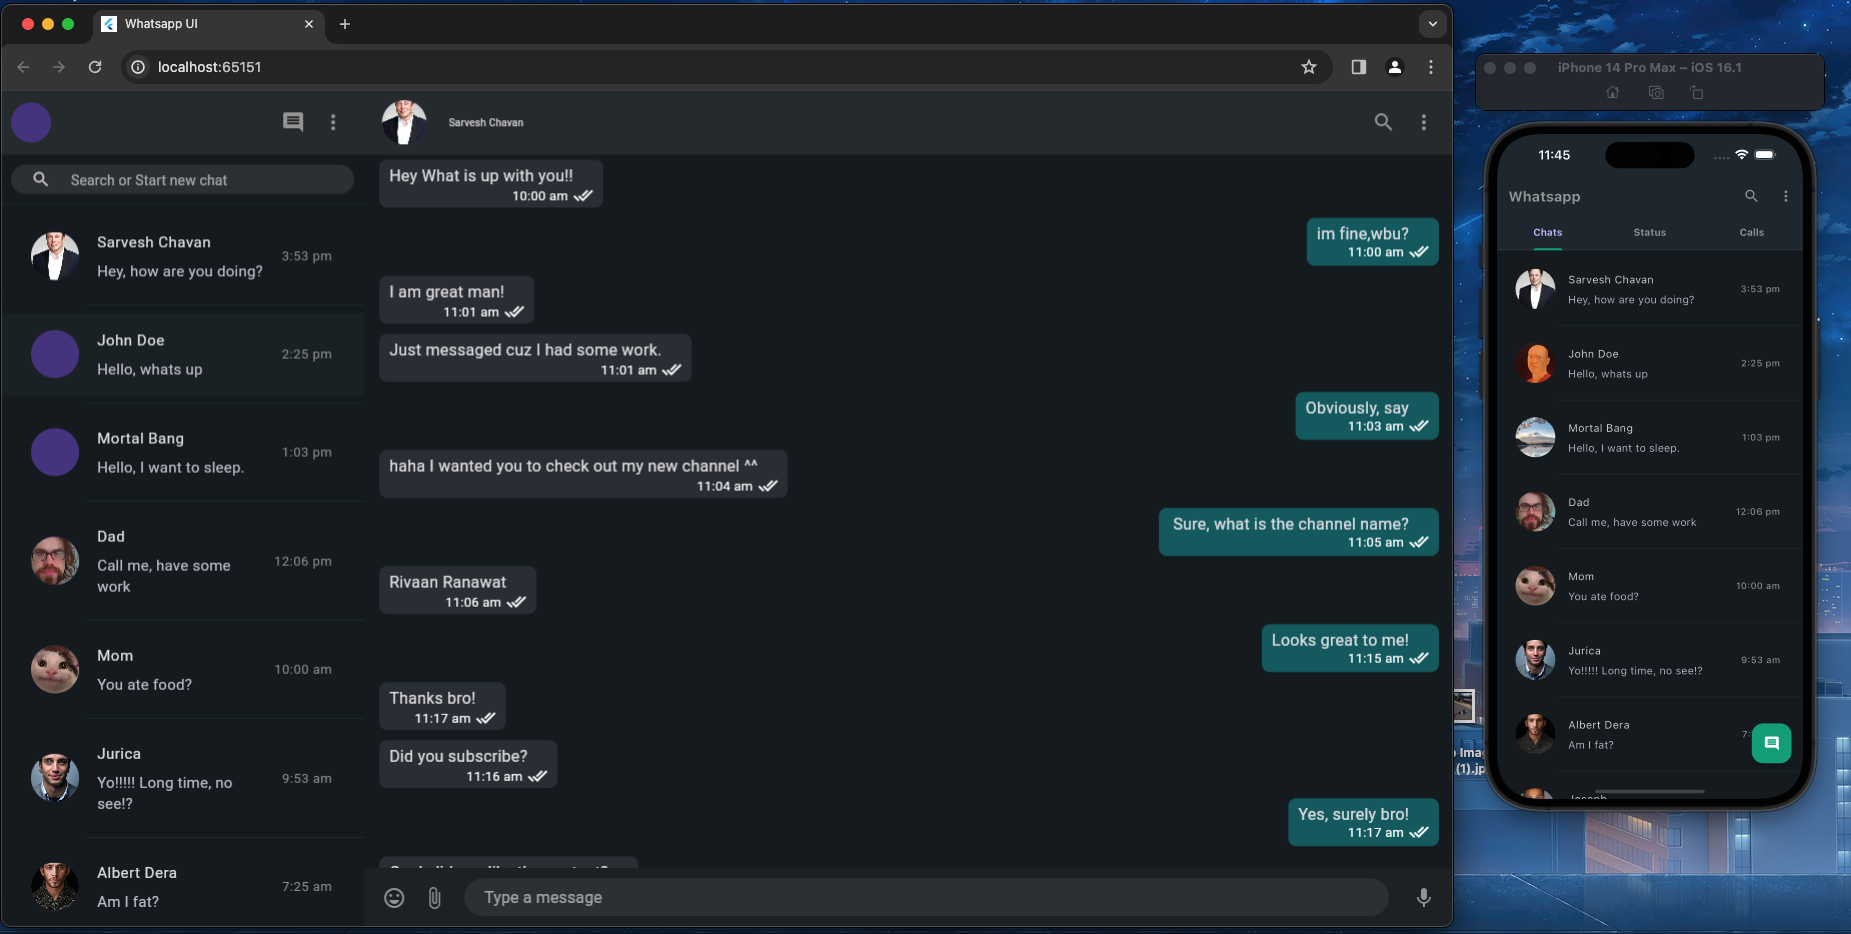 Whatsapp UI
localhost:65151
Search or Start new chat
Sarvesh Chavan
3:53 pm
Hey, how are you doing?
John Doe
2:25 pm
Hello, whats up
Mortal Bang
1:03 pm
Hello, I want to sleep.
Dad
12:06 pm
Call me, have some
work
Mom
10:00 am
You ate food?
Jurica
9:53 am
Yo!!!!! Long time, no
see!?
Albert Dera
7:25 am
Am I fat?
Sarvesh Chavan
Hey What is up with you!!
10:00 am
im fine,wbu?
11:00 am
I am great man!
11:01 am
Just messaged cuz I had some work.
11:01 am
Obviously, say
11:03 am
haha I wanted you to check out my new channel ^^
11:04 am
Sure, what is the channel name?
11:05 am
Rivaan Ranawat
11:06 am
Looks great to me!
11:15 am
Thanks bro!
11:17 am
Did you subscribe?
11:16 am
Yes, surely bro!
11:17 am
Type a message
iPhone 14 Pro Max – iOS 16.1
11:45
Whatsapp
Chats
Status
Calls
Sarvesh Chavan
3:53 pm
Hey, how are you doing?
John Doe
2:25 pm
Hello, whats up
Mortal Bang
1:03 pm
Hello, I want to sleep.
Dad
12:06 pm
Call me, have some work
Mom
10:00 am
You ate food?
Jurica
9:53 am
Yo!!!!! Long time, no see!?
Albert Dera
7:
Am I fat?
Joseph
(1).jp